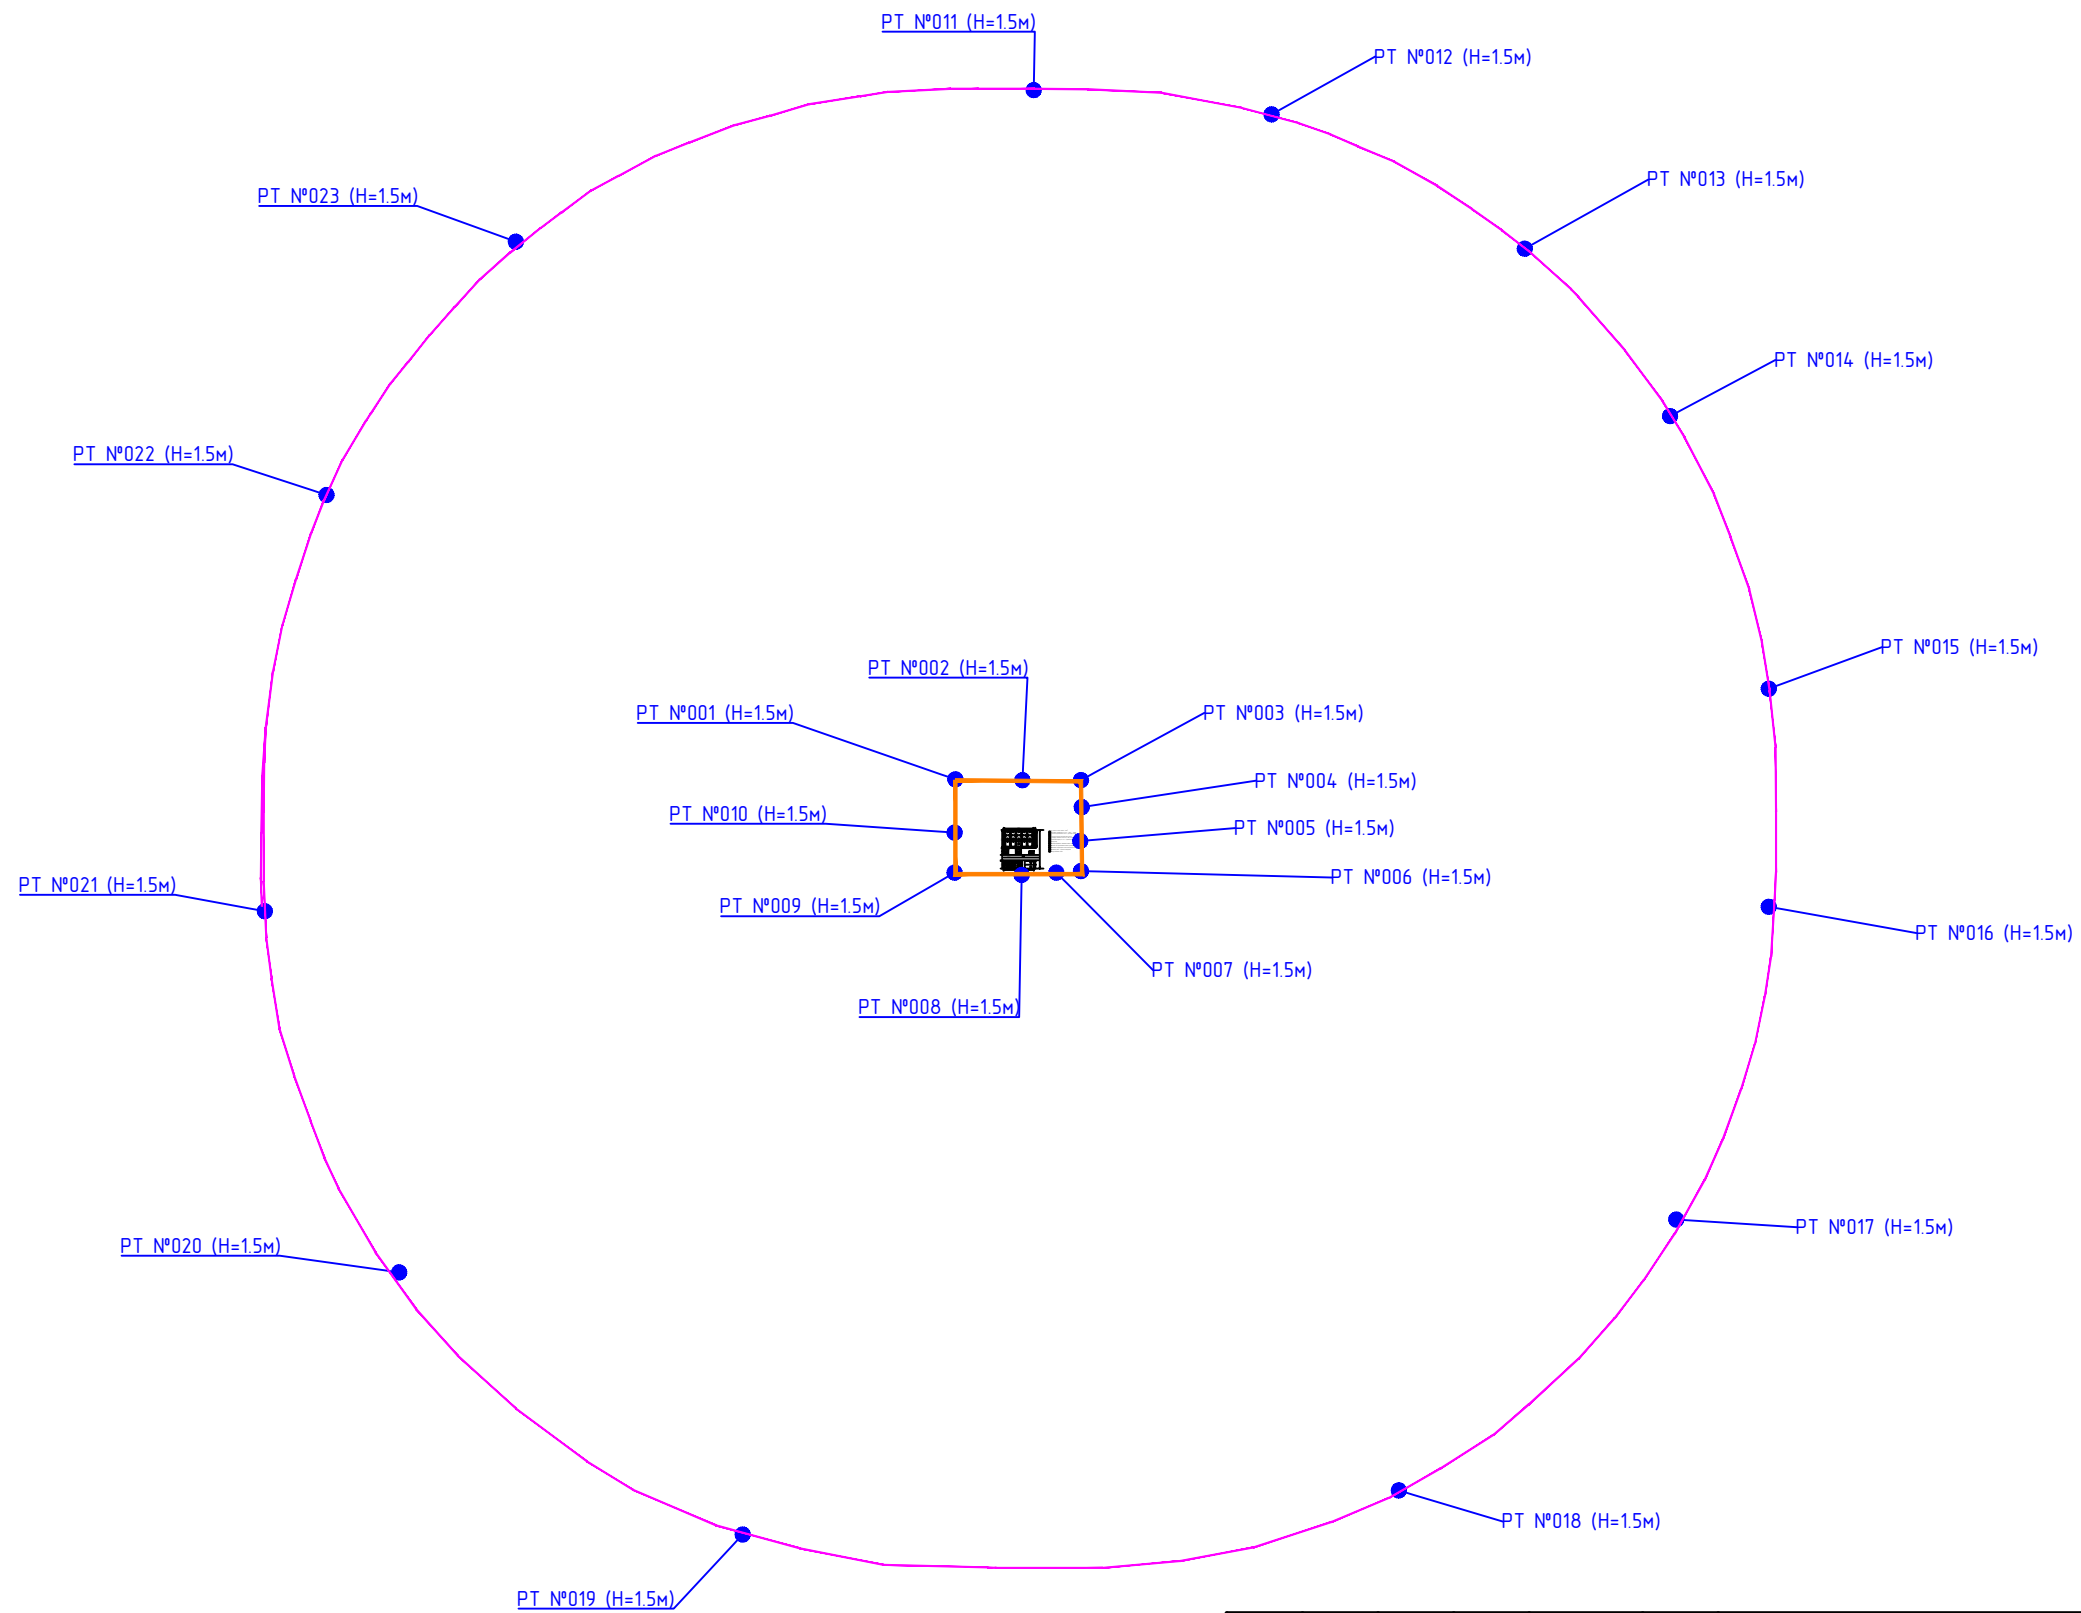 РТ №011 (H=1.5м)
РТ №012 (H=1.5м)
РТ №013 (H=1.5м)
РТ №023 (H=1.5м)
РТ №014 (H=1.5м)
РТ №022 (H=1.5м)
РТ №015 (H=1.5м)
РТ №002 (H=1.5м)
РТ №001 (H=1.5м)
РТ №003 (H=1.5м)
РТ №004 (H=1.5м)
РТ №010 (H=1.5м)
РТ №005 (H=1.5м)
РТ №006 (H=1.5м)
РТ №021 (H=1.5м)
РТ №009 (H=1.5м)
РТ №016 (H=1.5м)
РТ №007 (H=1.5м)
РТ №008 (H=1.5м)
РТ №017 (H=1.5м)
РТ №020 (H=1.5м)
РТ №018 (H=1.5м)
РТ №019 (H=1.5м)